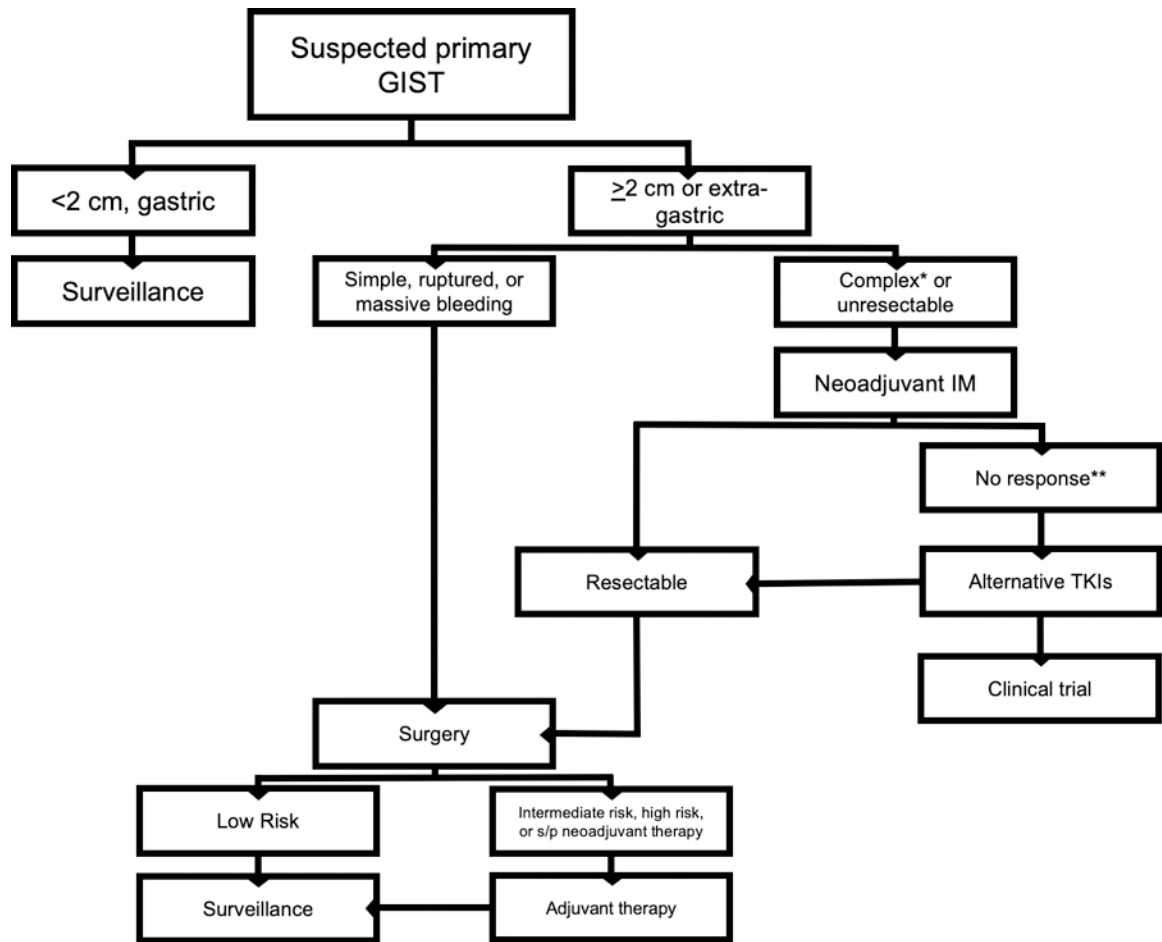 Suspected primary
GIST
<2 cm, gastric
≥2 cm or extra-
gastric
Surveillance
Simple, ruptured, or
massive bleeding
Complex* or
unresectable
Neoadjuvant IM
No response**
Resectable
Alternative TKIs
Clinical trial
Surgery
Low Risk
Intermediate risk, high risk,
or s/p neoadjuvant therapy
Surveillance
Adjuvant therapy